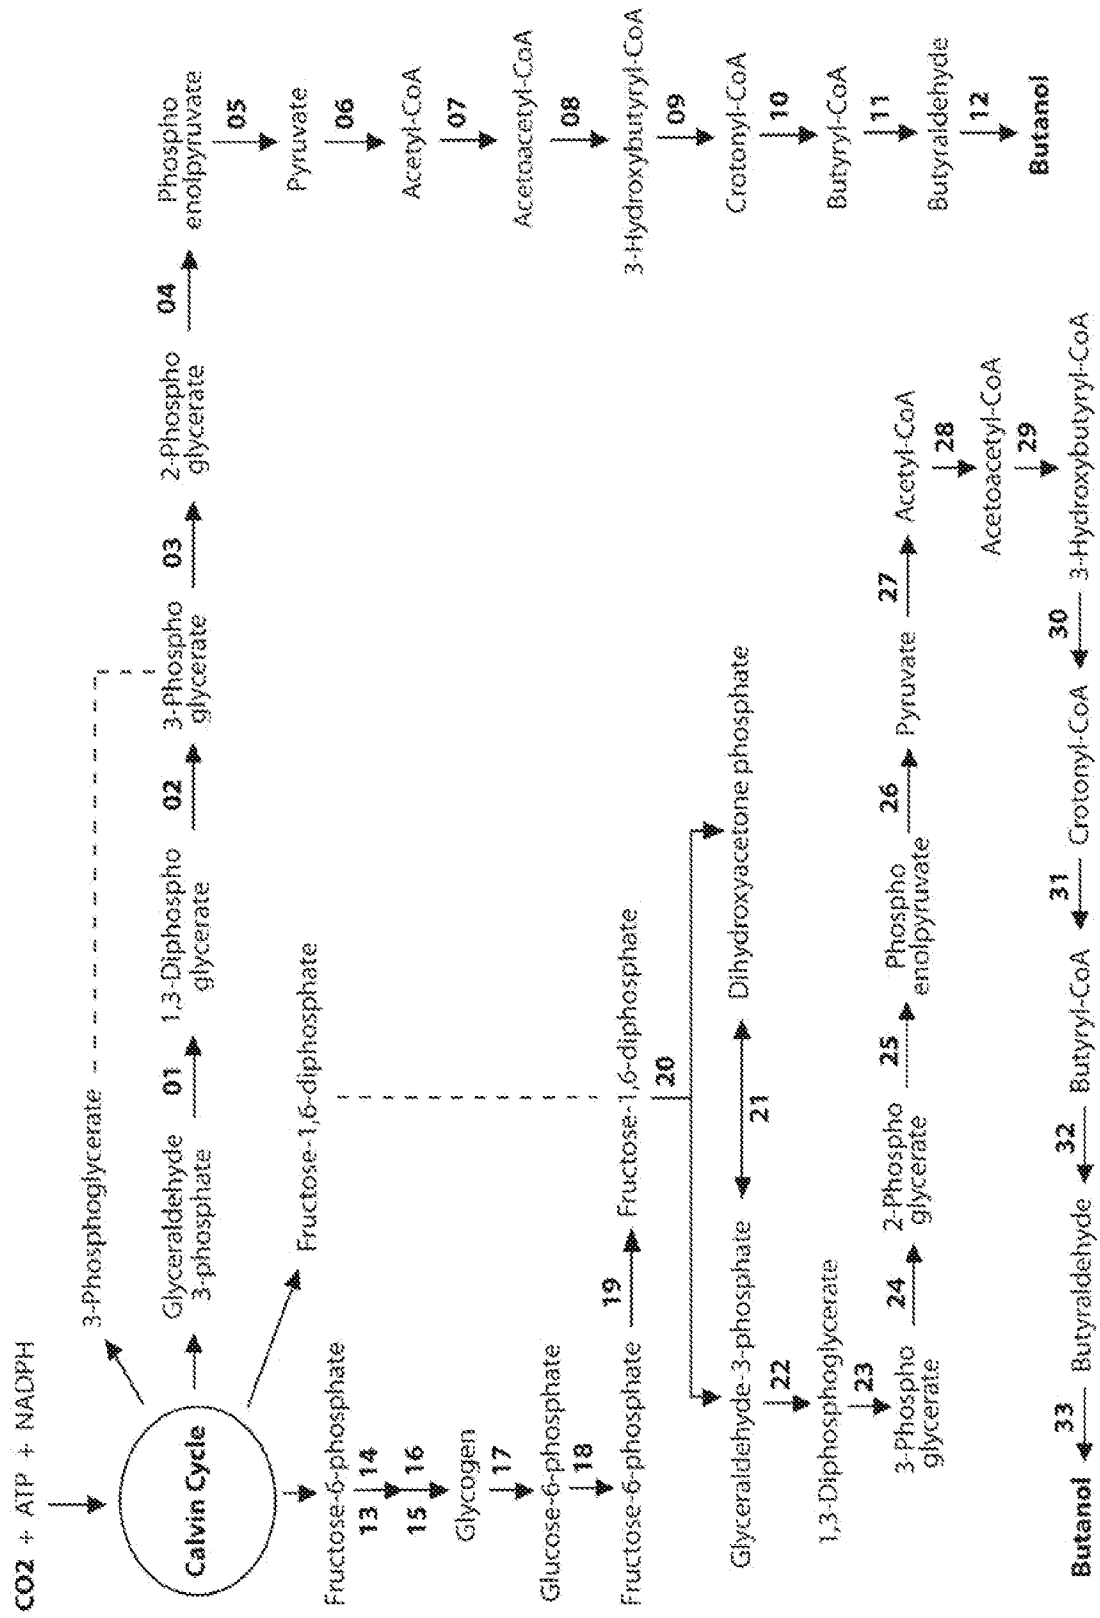 CO2 + ATP + NADPH
Calvin Cycle
3-Phosphoglycerate
Glyceraldehyde
3-phosphate
01
1,3-Diphospho
glycerate
02
3-Phospho
glycerate
03
2-Phospho
glycerate
04
Phospho
enolpyruvate
05
Pyruvate
06
Acetyl-CoA
07
Acetoacetyl-CoA
08
3-Hydroxybutyryl-CoA
09
Crotonyl-CoA
10
Butyryl-CoA
11
Butyraldehyde
12
Butanol
Fructose-1,6-diphosphate
Fructose-6-phosphate
13 14
15 16
Glycogen
17
Glucose-6-phosphate
18
Fructose-6-phosphate
19
Fructose-1,6-diphosphate
20
Glyceraldehyde-3-phosphate
21
Dihydroxyacetone phosphate
22
1,3-Diphosphoglycerate
23
3-Phospho
glycerate
24
2-Phospho
glycerate
25
Phospho
enolpyruvate
26
Pyruvate
27
Acetyl-CoA
28
Acetoacetyl-CoA
29
3-Hydroxybutyryl-CoA
30
Crotonyl-CoA
31
Butyryl-CoA
32
Butyraldehyde
33
Butanol